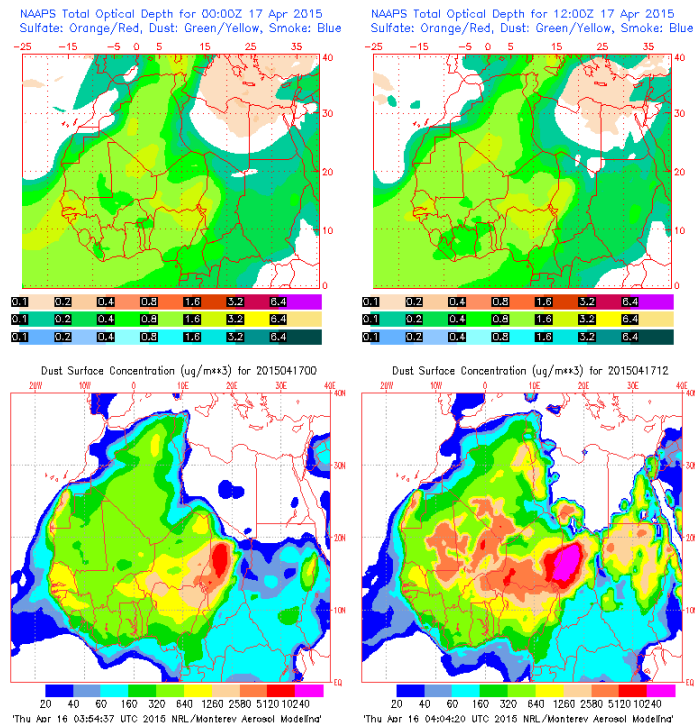 NAAPS Total Optical Depth for 00:00Z 17 Apr 2015
Sulfate: Orange/Red, Dust: Green/Yellow, Smoke: Blue
-25 -15 -5 0 5 15 25 35
40
30
20
10
0
0.1 0.2 0.4 0.8 1.6 3.2 6.4
0.1 0.2 0.4 0.8 1.6 3.2 6.4
0.1 0.2 0.4 0.8 1.6 3.2 6.4
NAAPS Total Optical Depth for 12:00Z 17 Apr 2015
Sulfate: Orange/Red, Dust: Green/Yellow, Smoke: Blue
-25 -15 -5 0 5 15 25 35
40
30
20
10
0
0.1 0.2 0.4 0.8 1.6 3.2 6.4
0.1 0.2 0.4 0.8 1.6 3.2 6.4
0.1 0.2 0.4 0.8 1.6 3.2 6.4
Dust Surface Concentration (ug/m**3) for 2015041700
20W 10W 0 10E 20E 30E 40E
40N
30N
20N
10N
EQ
20 40 60 160 320 640 1260 2580 5120 10240
'Thu Apr 16 03:54:37 UTC 2015 NRL/Monterey Aerosol Modeling'
Dust Surface Concentration (ug/m**3) for 2015041712
20W 10W 0 10E 20E 30E 40E
40N
30N
20N
10N
EQ
20 40 60 160 320 640 1260 2580 5120 10240
'Thu Apr 16 04:04:20 UTC 2015 NRL/Monterey Aerosol Modeling'